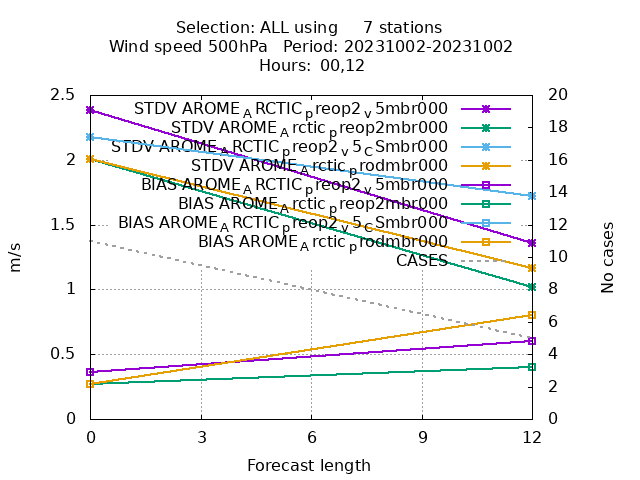 Selection: ALL using 7 stations
Wind speed 500hPa Period: 20231002-20231002
Hours: 00,12
2.5
2
1.5
1
0.5
0
m/s
STDV AROME_ARCTIC_preop2_v5mbr000
STDV AROME_Arctic_preop2mbr000
STDV AROME_ARCTIC_preop2_v5_CSmbr000
STDV AROME_Arctic_prodmbr000
BIAS AROME_ARCTIC_preop2_v5mbr000
BIAS AROME_Arctic_preop2mbr000
BIAS AROME_ARCTIC_preop2_v5_CSmbr000
BIAS AROME_Arctic_prodmbr000
CASES
20
18
16
14
12
10
8
6
4
2
0
No cases
0 3 6 9 12
Forecast length